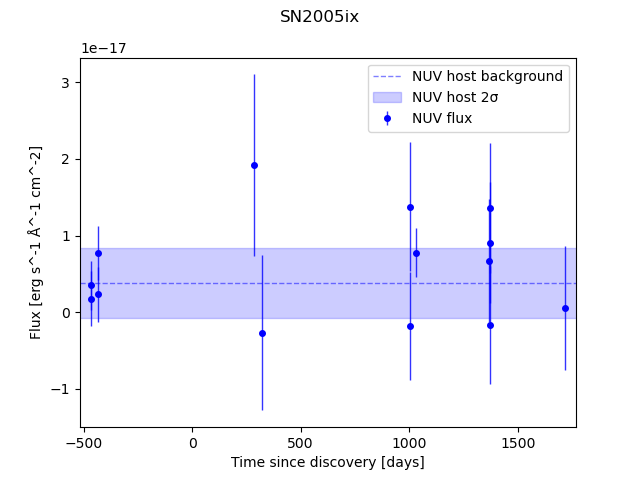 SN2005ix
1e−17
NUV host background
NUV host 2σ
NUV flux
3
2
1
0
−1
Flux [erg s^-1 Å^-1 cm^-2]
−500
0
500
1000
1500
Time since discovery [days]